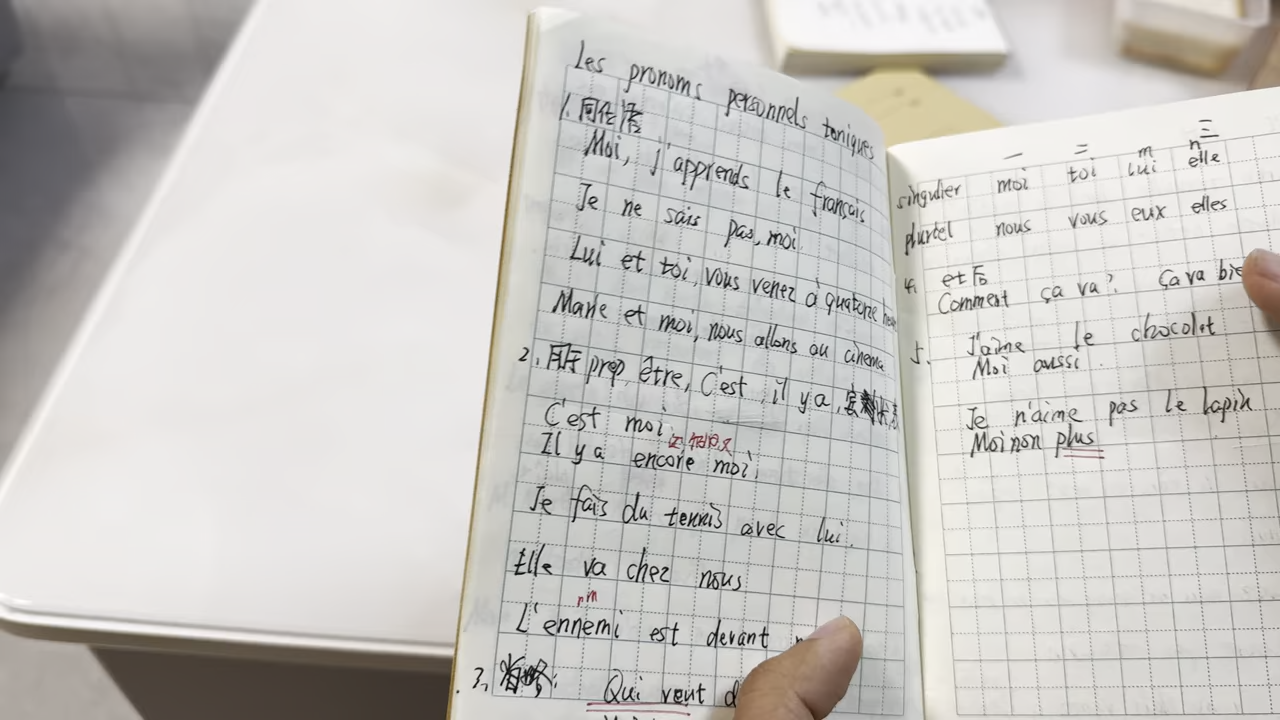 Les pronoms personnels toniques
1. 同位语
Moi, j'apprends le français
Je ne sais pas, moi.
Lui et toi, vous venez à quatorze
Marie et moi, nous allons au cinema
2. 用于 prep être, C'est, il y a,
C'est moi.
Il y a encore moi.
Je fais du tennis avec lui.
Elle va chez nous
nm
L'ennemi est devant
3.
Qui veut
一 二 m n 三
singulier moi toi lui elle
pluriel nous vous eux elles
4. et后
Comment ça va? Ça va
5. J'aime le chocolat
Moi aussi.
Je n'aime pas le lapin
Moi non plus